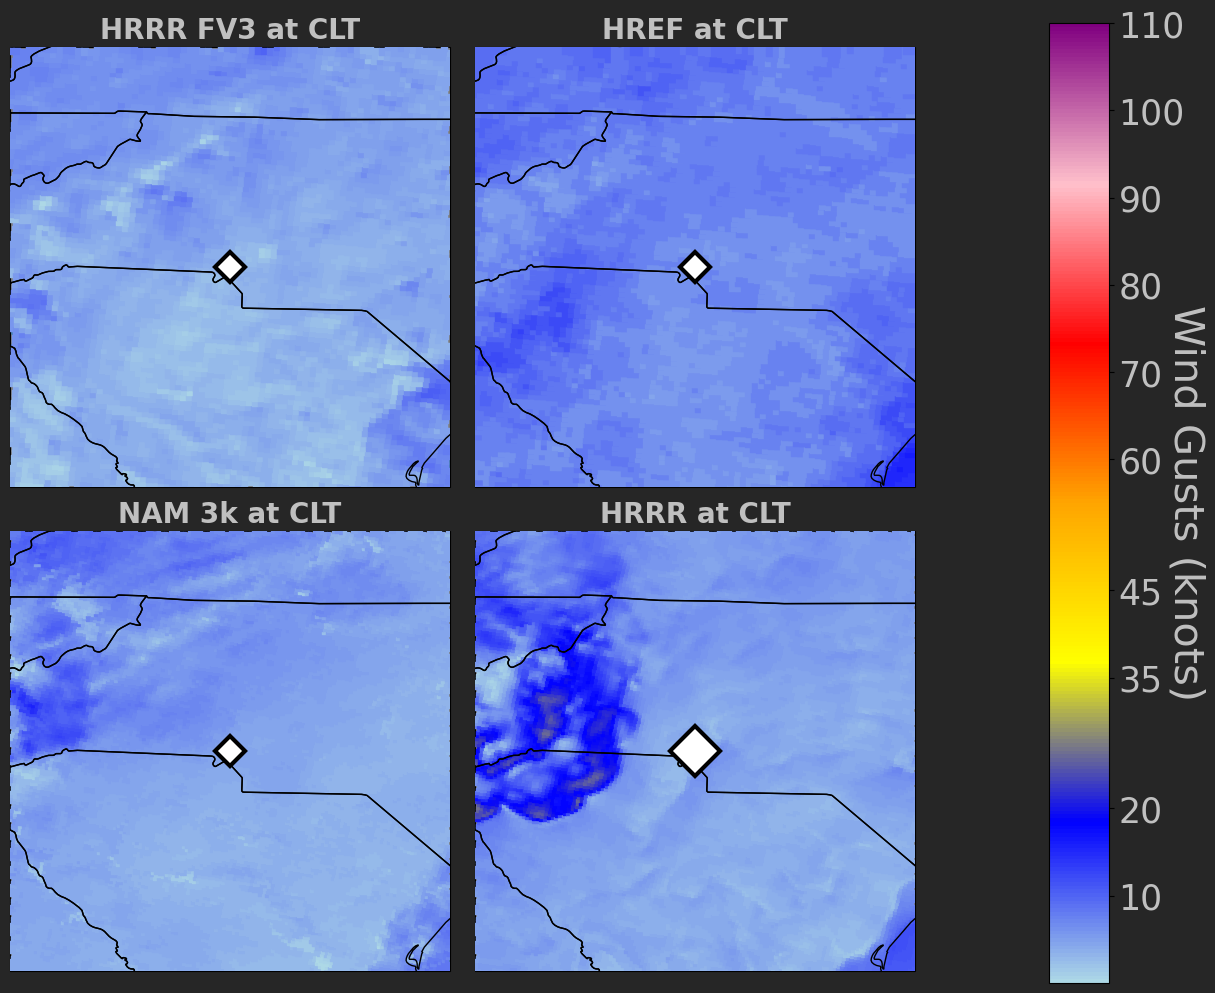 HRRR FV3 at CLT
HREF at CLT
NAM 3k at CLT
HRRR at CLT
110
100
90
80
70
60
45
35
20
10
Wind Gusts (knots)